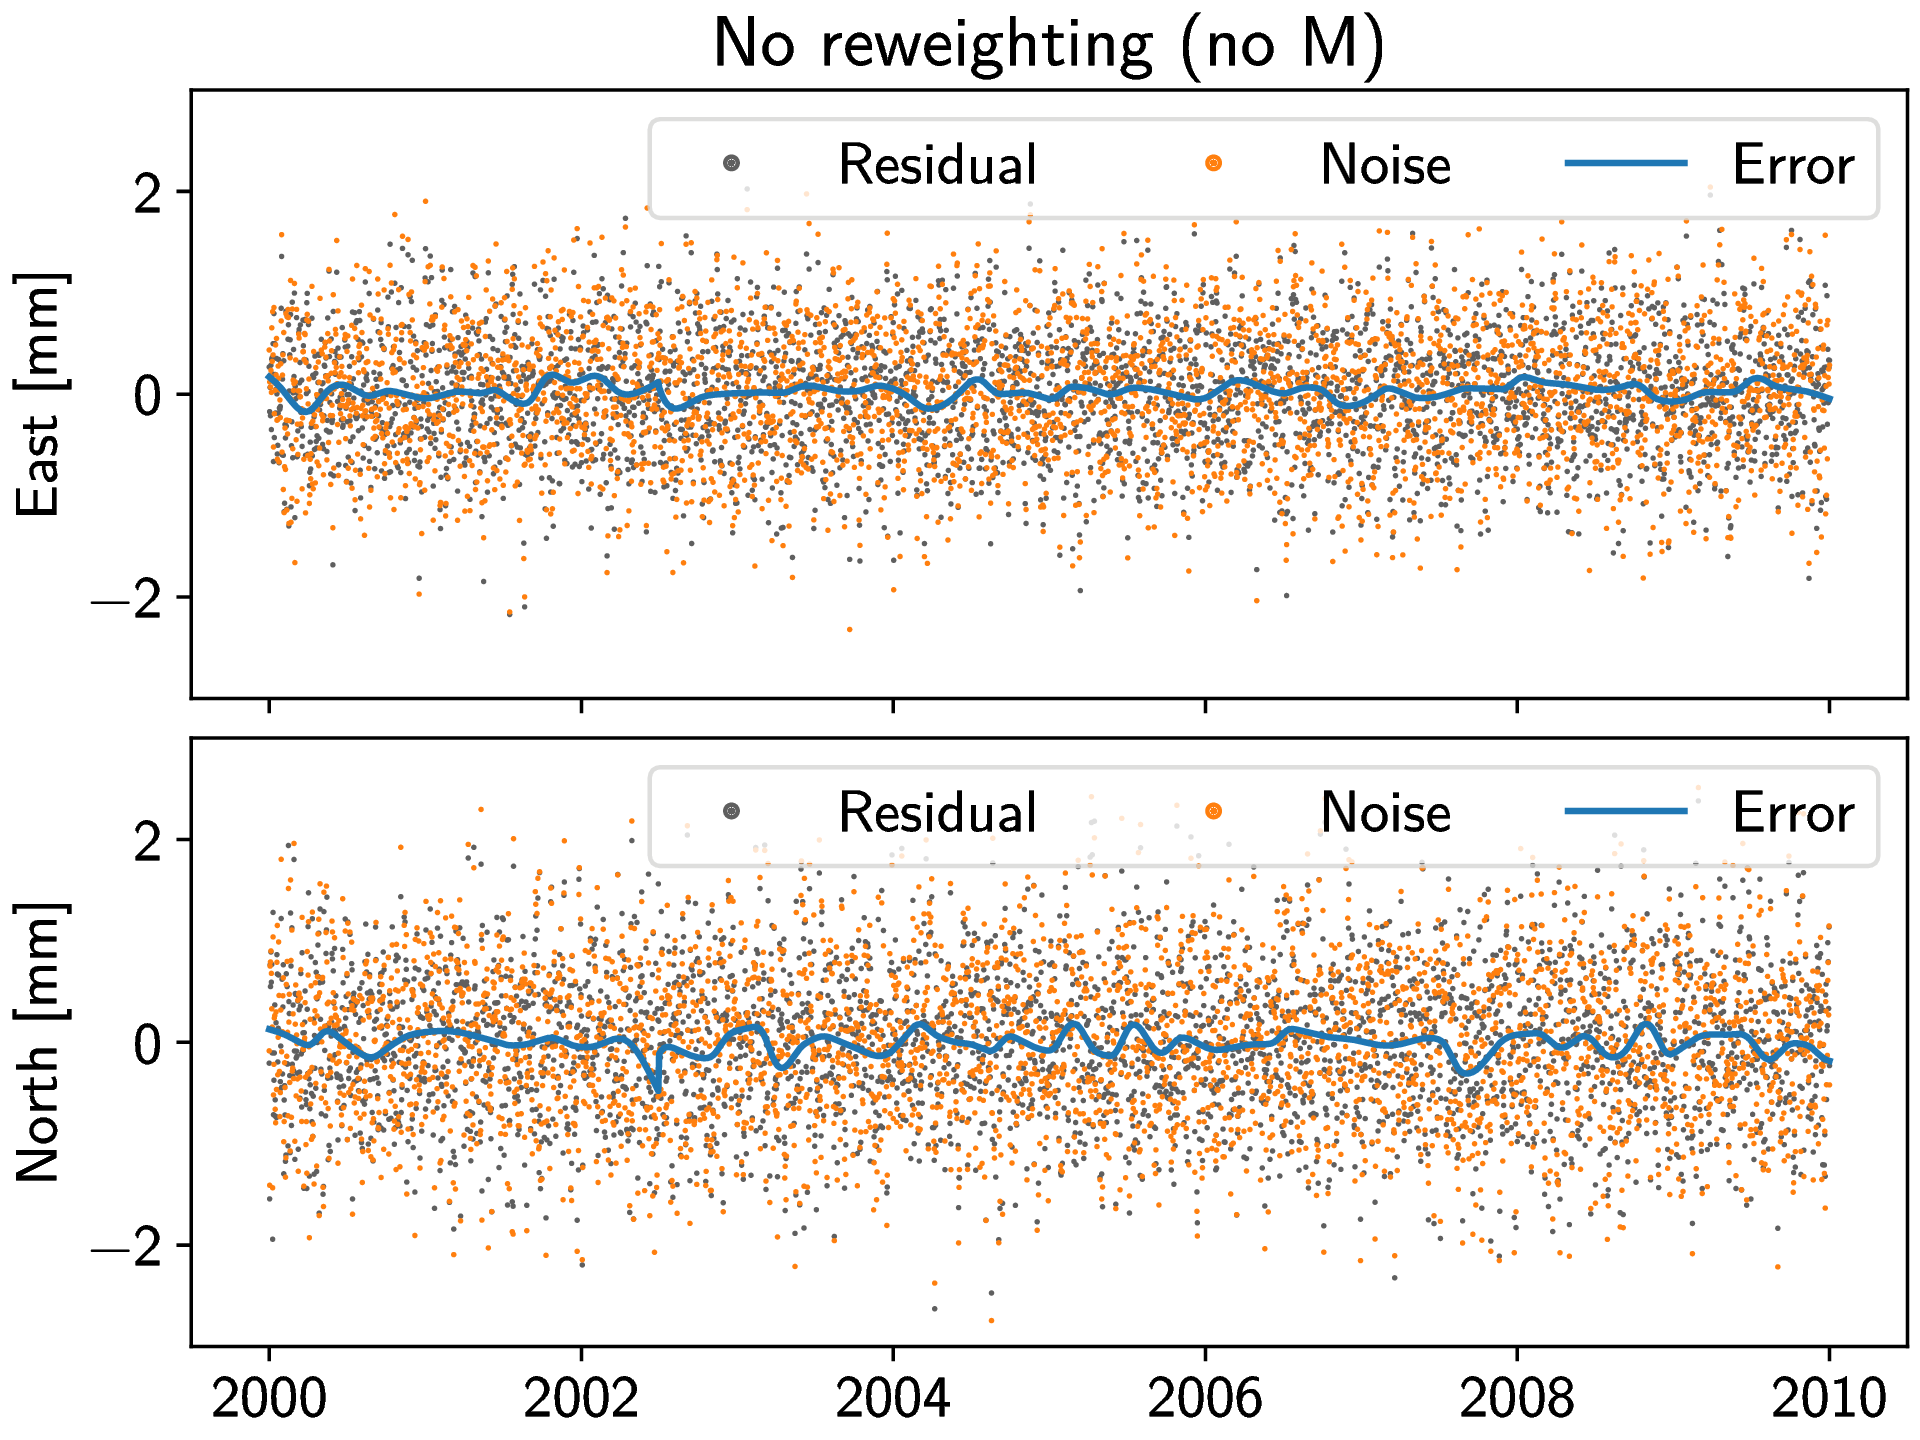 No reweighting (no M)
Residual Noise Error
East [mm]
2
0
−2
Residual Noise Error
North [mm]
2
0
−2
2000 2002 2004 2006 2008 2010